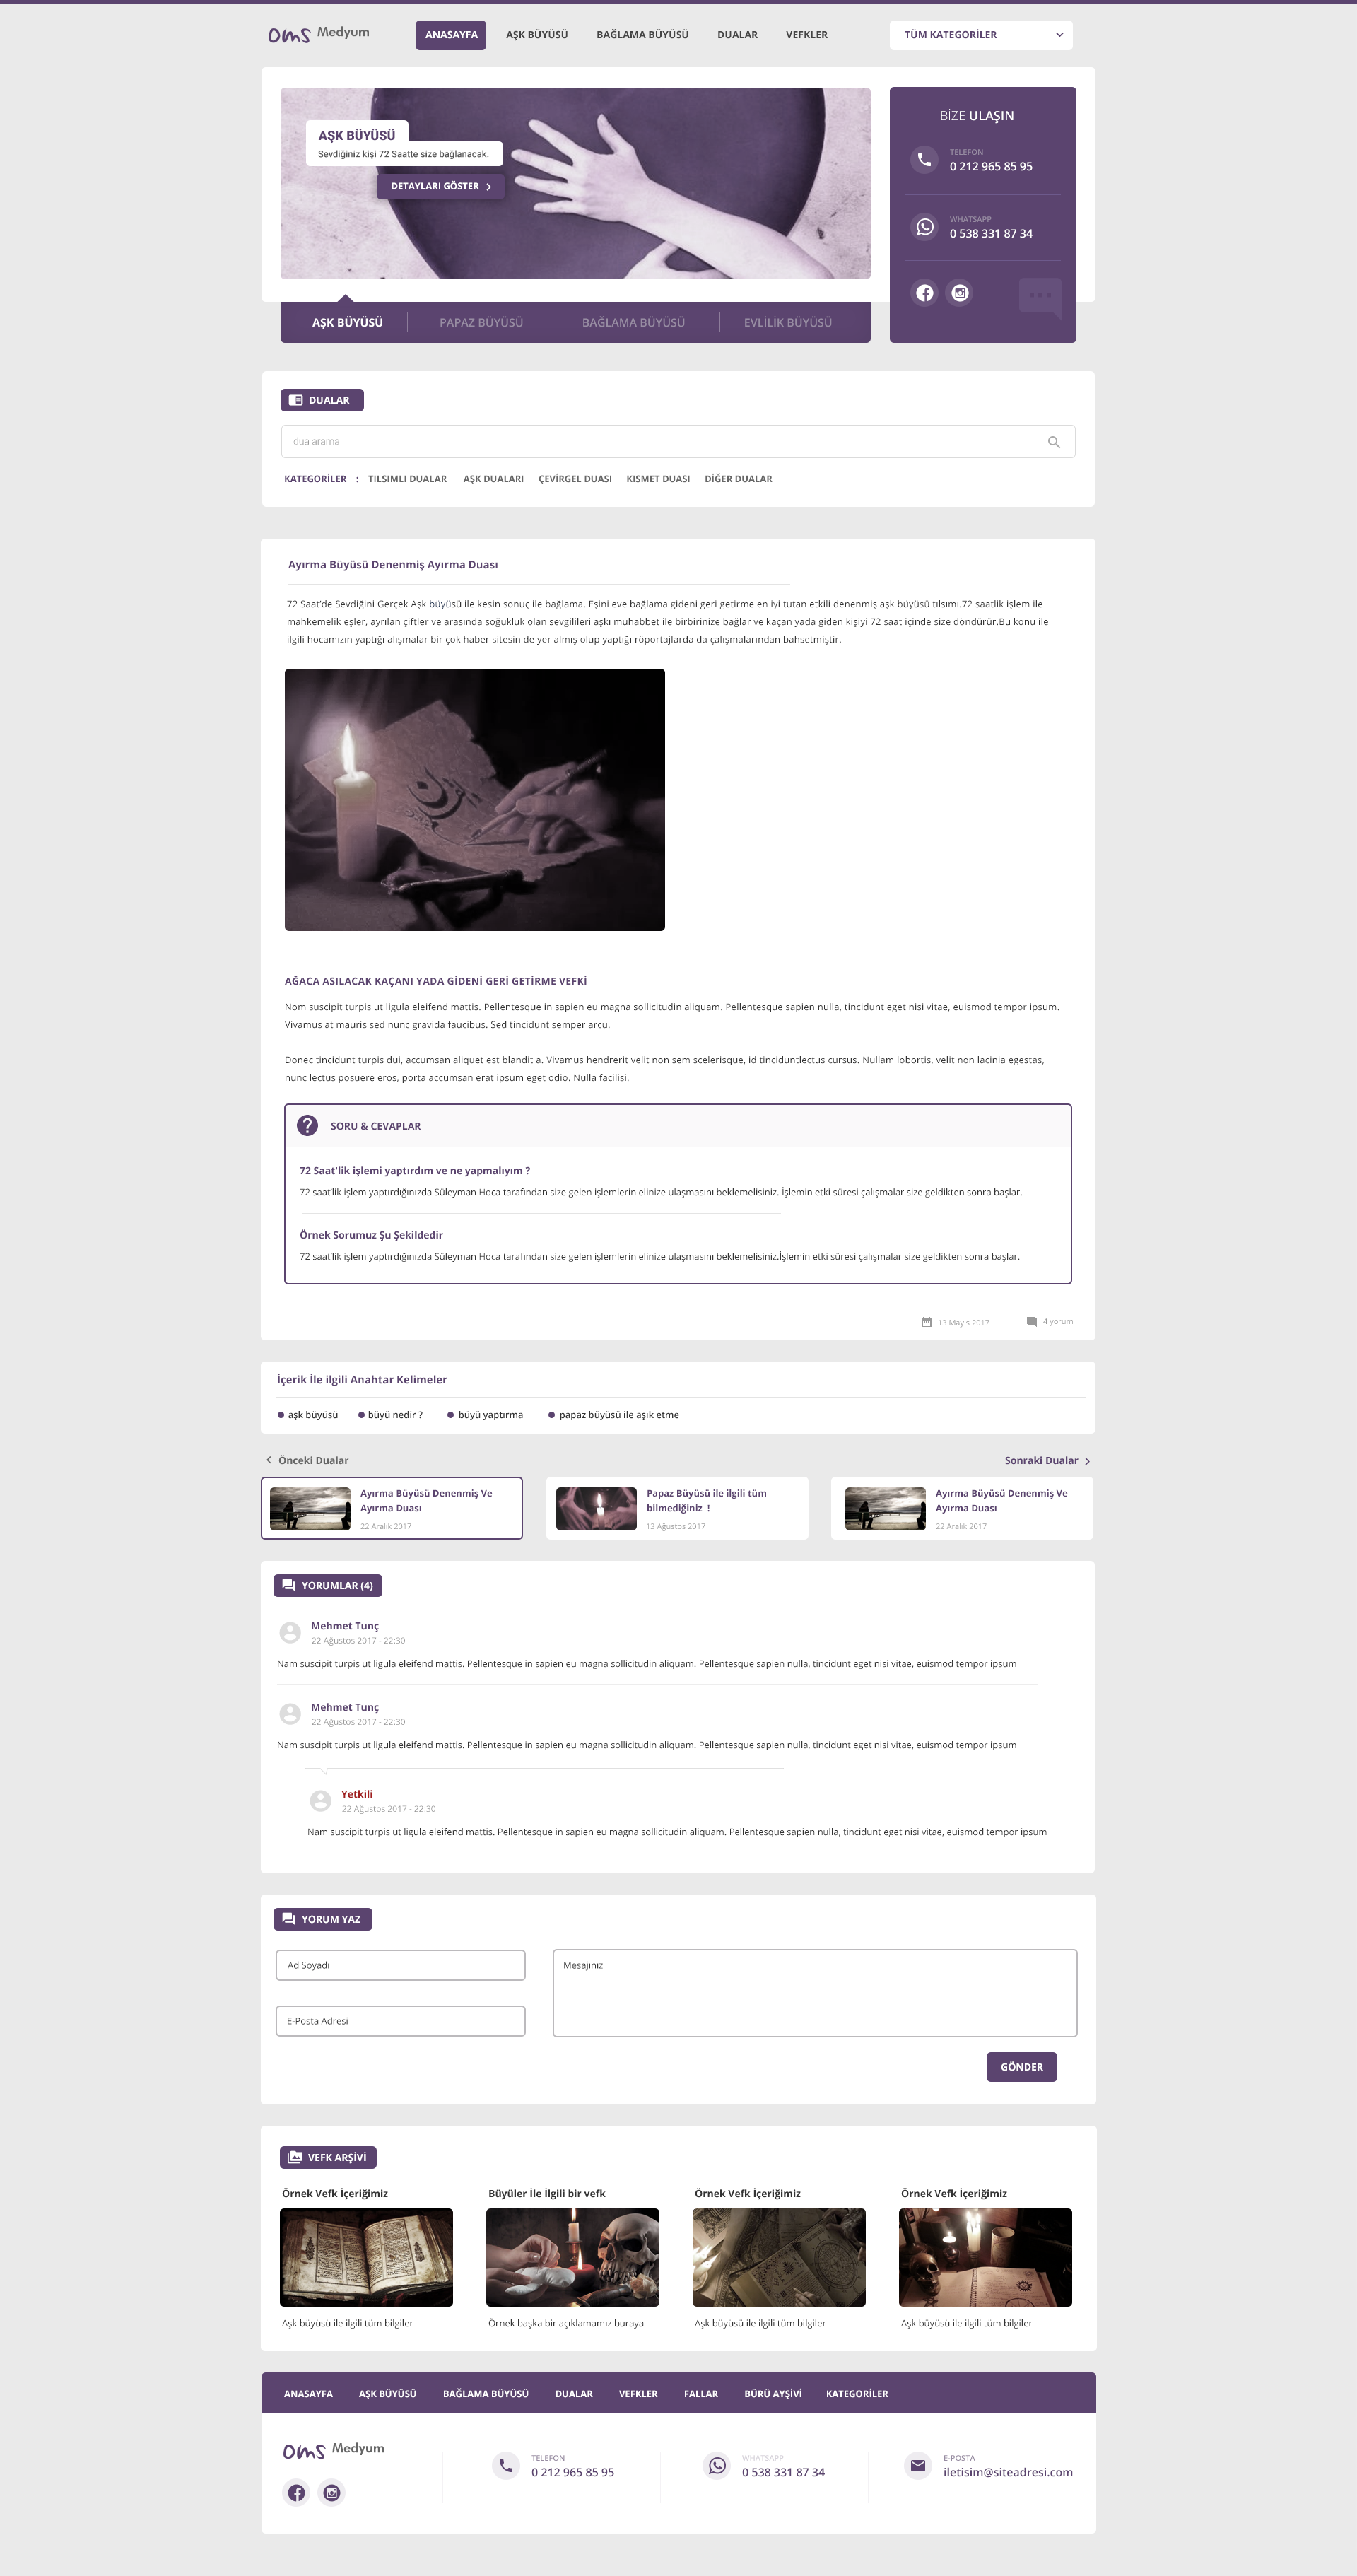 oms Medyum
ANASAYFA AŞK BÜYÜSÜ BAĞLAMA BÜYÜSÜ DUALAR VEFKLER TÜM KATEGORİLER
AŞK BÜYÜSÜ
Sevdiğiniz kişi 72 Saatte size bağlanacak.
DETAYLARI GÖSTER
BİZE ULAŞIN
TELEFON
0 212 965 85 95
WHATSAPP
0 538 331 87 34
AŞK BÜYÜSÜ PAPAZ BÜYÜSÜ BAĞLAMA BÜYÜSÜ EVLİLİK BÜYÜSÜ
DUALAR
dua arama
KATEGORİLER : TILSIMLI DUALAR AŞK DUALARI ÇEVİRGEL DUASI KISMET DUASI DİĞER DUALAR
Ayırma Büyüsü Denenmiş Ayırma Duası
72 Saat’de Sevdiğini Gerçek Aşk büyüsü ile kesin sonuç ile bağlama. Eşini eve bağlama gideni geri getirme en iyi tutan etkili denenmiş aşk büyüsü tılsımı.72 saatlik işlem ile
mahkemelik eşler, ayrılan çiftler ve arasında soğukluk olan sevgilileri aşkı muhabbet ile birbirinize bağlar ve kaçan yada giden kişiyi 72 saat içinde size döndürür.Bu konu ile
ilgili hocamızın yaptığı alışmalar bir çok haber sitesin de yer almış olup yaptığı röportajlarda da çalışmalarından bahsetmiştir.
AĞACA ASILACAK KAÇANI YADA GİDENİ GERİ GETİRME VEFKİ
Nom suscipit turpis ut ligula eleifend mattis. Pellentesque in sapien eu magna sollicitudin aliquam. Pellentesque sapien nulla, tincidunt eget nisi vitae, euismod tempor ipsum.
Vivamus at mauris sed nunc gravida faucibus. Sed tincidunt semper arcu.
Donec tincidunt turpis dui, accumsan aliquet est blandit a. Vivamus hendrerit velit non sem scelerisque, id tinciduntlectus cursus. Nullam lobortis, velit non lacinia egestas,
nunc lectus posuere eros, porta accumsan erat ipsum eget odio. Nulla facilisi.
SORU & CEVAPLAR
72 Saat'lik işlemi yaptırdım ve ne yapmalıyım ?
72 saat’lik işlem yaptırdığınızda Süleyman Hoca tarafından size gelen işlemlerin elinize ulaşmasını beklemelisiniz. İşlemin etki süresi çalışmalar size geldikten sonra başlar.
Örnek Sorumuz Şu Şekildedir
72 saat’lik işlem yaptırdığınızda Süleyman Hoca tarafından size gelen işlemlerin elinize ulaşmasını beklemelisiniz.İşlemin etki süresi çalışmalar size geldikten sonra başlar.
13 Mayıs 2017 4 yorum
İçerik İle ilgili Anahtar Kelimeler
aşk büyüsü büyü nedir ? büyü yaptırma papaz büyüsü ile aşık etme
Önceki Dualar Sonraki Dualar
Ayırma Büyüsü Denenmiş Ve
Ayırma Duası
22 Aralık 2017
Papaz Büyüsü ile ilgili tüm
bilmediğiniz !
13 Ağustos 2017
Ayırma Büyüsü Denenmiş Ve
Ayırma Duası
22 Aralık 2017
YORUMLAR (4)
Mehmet Tunç
22 Ağustos 2017 - 22:30
Nam suscipit turpis ut ligula eleifend mattis. Pellentesque in sapien eu magna sollicitudin aliquam. Pellentesque sapien nulla, tincidunt eget nisi vitae, euismod tempor ipsum
Mehmet Tunç
22 Ağustos 2017 - 22:30
Nam suscipit turpis ut ligula eleifend mattis. Pellentesque in sapien eu magna sollicitudin aliquam. Pellentesque sapien nulla, tincidunt eget nisi vitae, euismod tempor ipsum
Yetkili
22 Ağustos 2017 - 22:30
Nam suscipit turpis ut ligula eleifend mattis. Pellentesque in sapien eu magna sollicitudin aliquam. Pellentesque sapien nulla, tincidunt eget nisi vitae, euismod tempor ipsum
YORUM YAZ
Ad Soyadı
Mesajınız
E-Posta Adresi
GÖNDER
VEFK ARŞİVİ
Örnek Vefk İçeriğimiz Büyüler İle İlgili bir vefk Örnek Vefk İçeriğimiz Örnek Vefk İçeriğimiz
Aşk büyüsü ile ilgili tüm bilgiler Örnek başka bir açıklamamız buraya Aşk büyüsü ile ilgili tüm bilgiler Aşk büyüsü ile ilgili tüm bilgiler
ANASAYFA AŞK BÜYÜSÜ BAĞLAMA BÜYÜSÜ DUALAR VEFKLER FALLAR BÜRÜ AYŞİVİ KATEGORİLER
oms Medyum
TELEFON
0 212 965 85 95
WHATSAPP
0 538 331 87 34
E-POSTA
iletisim@siteadresi.com